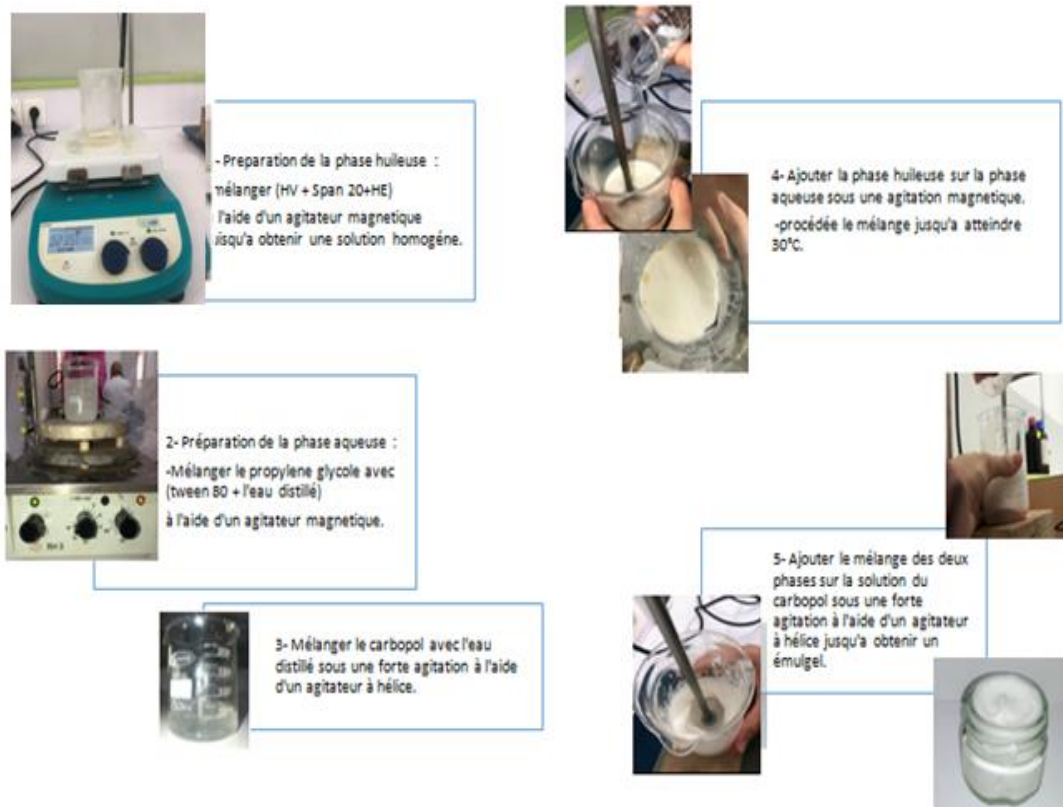 - Preparation de la phase huileuse :
mélanger (HV + Span 20+HE)
l'aide d'un agitateur magnetique
jusqu'a obtenir une solution homogéne.
2- Préparation de la phase aqueuse :
-Mélanger le propylene glycole avec
(tween 80 + l'eau distillé)
à l'aide d'un agitateur magnetique.
3- Mélanger le carbopol avec l'eau
distillé sous une forte agitation à l'aide
d'un agitateur à hélice.
4- Ajouter la phase huileuse sur la phase
aqueuse sous une agitation magnetique.
-procédée le mélange jusqu'a atteindre
30°C.
5- Ajouter le mélange des deux
phases sur la solution du
carbopol sous une forte
agitation à l'aide d'un agitateur
à hélice jusqu'a obtenir un
émulgel.